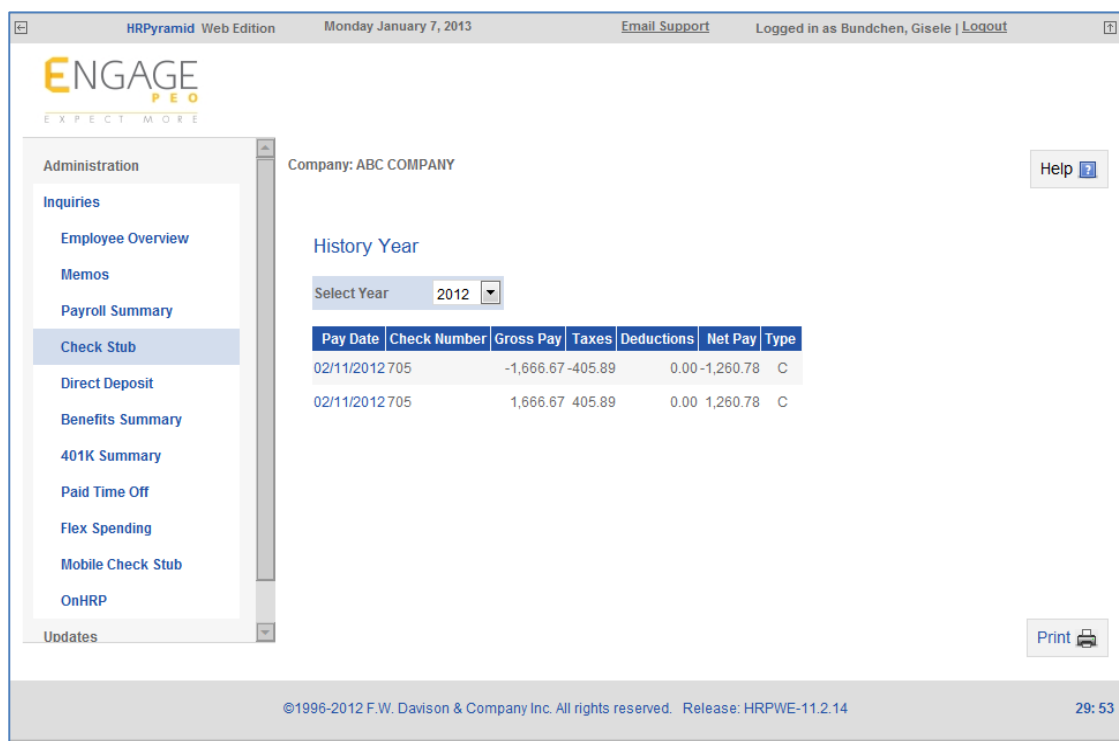 HRPyramid Web Edition Monday January 7, 2013 Email Support Logged in as Bundchen, Gisele | Logout
ENGAGE
PEO
EXPECT MORE
Administration
Inquiries
Employee Overview
Memos
Payroll Summary
Check Stub
Direct Deposit
Benefits Summary
401K Summary
Paid Time Off
Flex Spending
Mobile Check Stub
OnHRP
Updates
Company: ABC COMPANY
Help ?
History Year
Select Year 2012
Pay Date Check Number Gross Pay Taxes Deductions Net Pay Type
02/11/2012 705 -1,666.67 -405.89 0.00 -1,260.78 C
02/11/2012 705 1,666.67 405.89 0.00 1,260.78 C
Print
©1996-2012 F.W. Davison & Company Inc. All rights reserved. Release: HRPWE-11.2.14 29:53